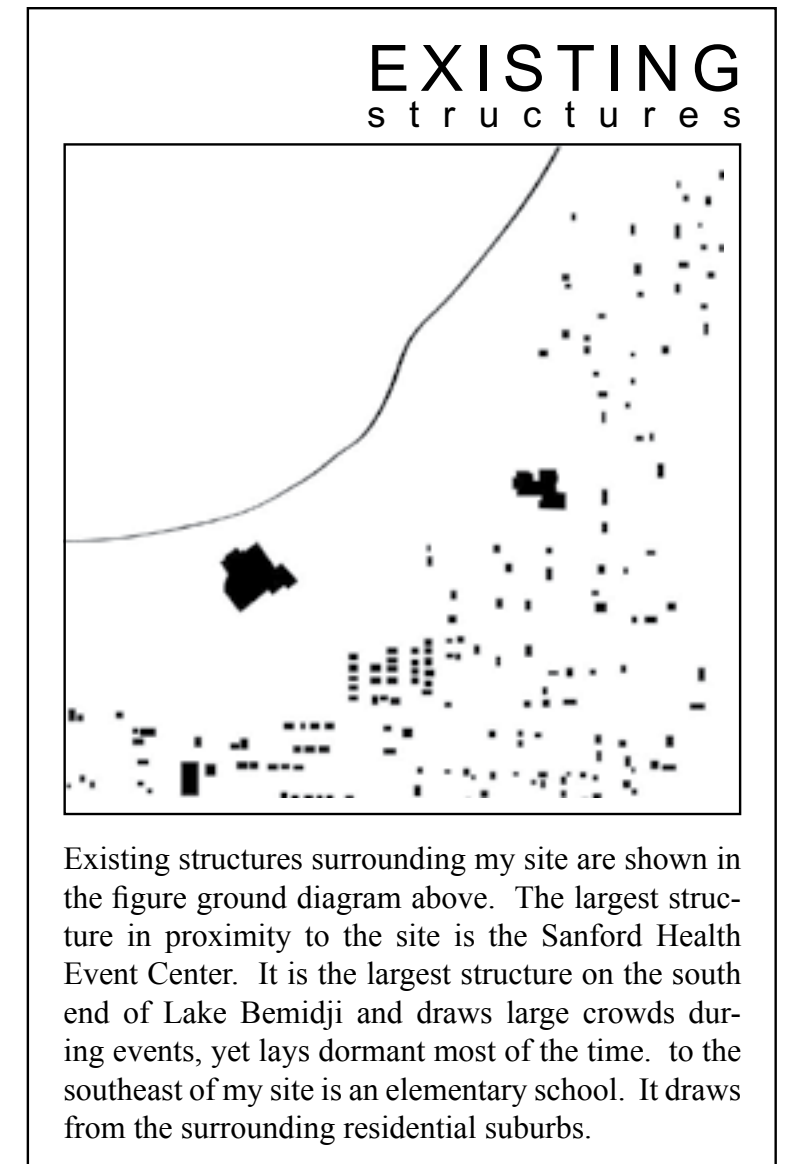 EXISTING
structures
Existing structures surrounding my site are shown in
the figure ground diagram above. The largest struc-
ture in proximity to the site is the Sanford Health
Event Center. It is the largest structure on the south
end of Lake Bemidji and draws large crowds dur-
ing events, yet lays dormant most of the time. to the
southeast of my site is an elementary school. It draws
from the surrounding residential suburbs.